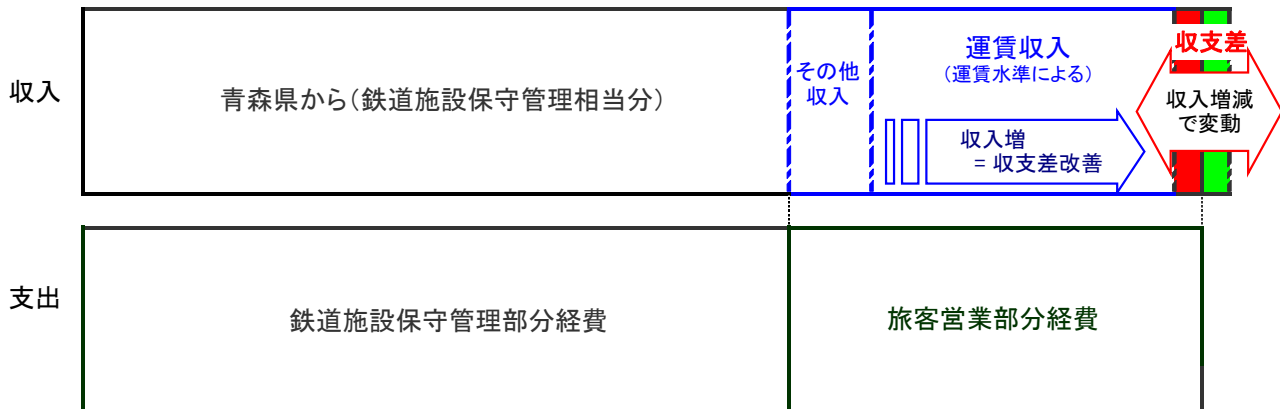 収入
青森県から(鉄道施設保守管理相当分)
その他
収入
運賃収入
(運賃水準による)
収入増
= 収支差改善
収支差
収入増減
で変動
支出
鉄道施設保守管理部分経費
旅客営業部分経費